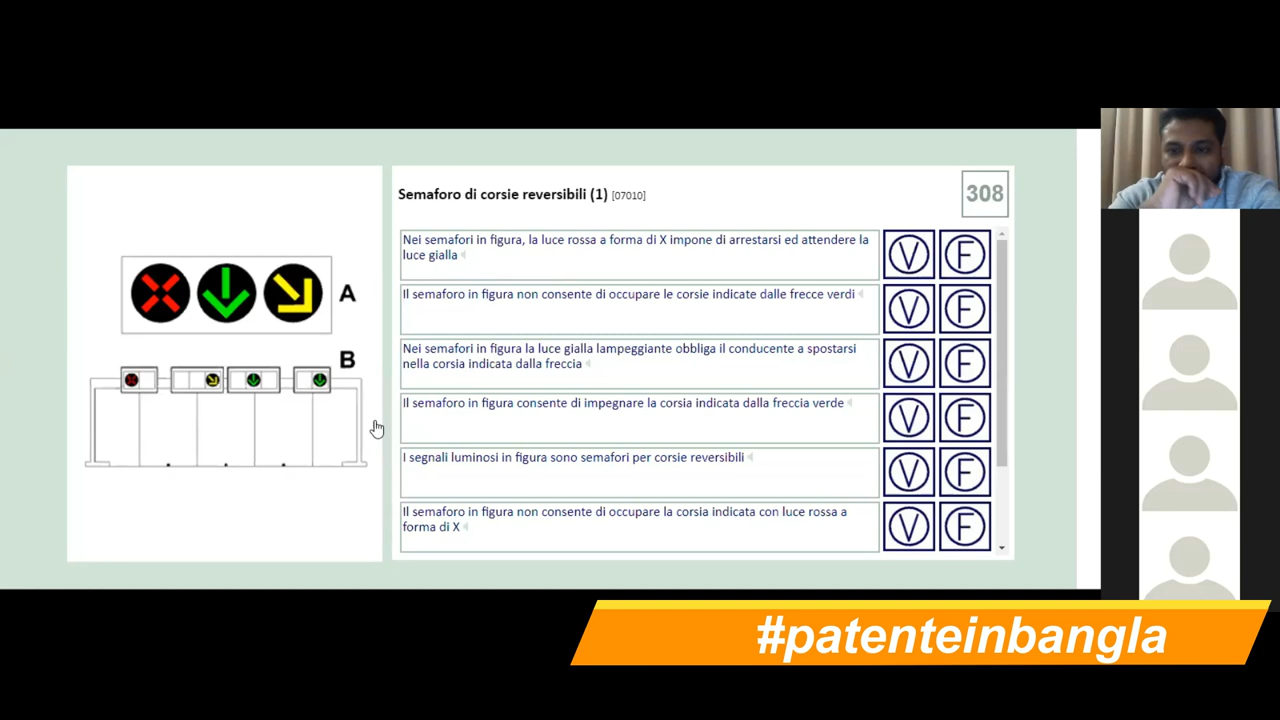 Semaforo di corsie reversibili (1) [07010]
308
Nei semafori in figura, la luce rossa a forma di X impone di arrestarsi ed attendere la
luce gialla
V F
Il semaforo in figura non consente di occupare le corsie indicate dalle frecce verdi
V F
Nei semafori in figura la luce gialla lampeggiante obbliga il conducente a spostarsi
nella corsia indicata dalla freccia
V F
Il semaforo in figura consente di impegnare la corsia indicata dalla freccia verde
V F
I segnali luminosi in figura sono semafori per corsie reversibili
V F
Il semaforo in figura non consente di occupare la corsia indicata con luce rossa a
forma di X
V F
A
B
#patenteinbangla